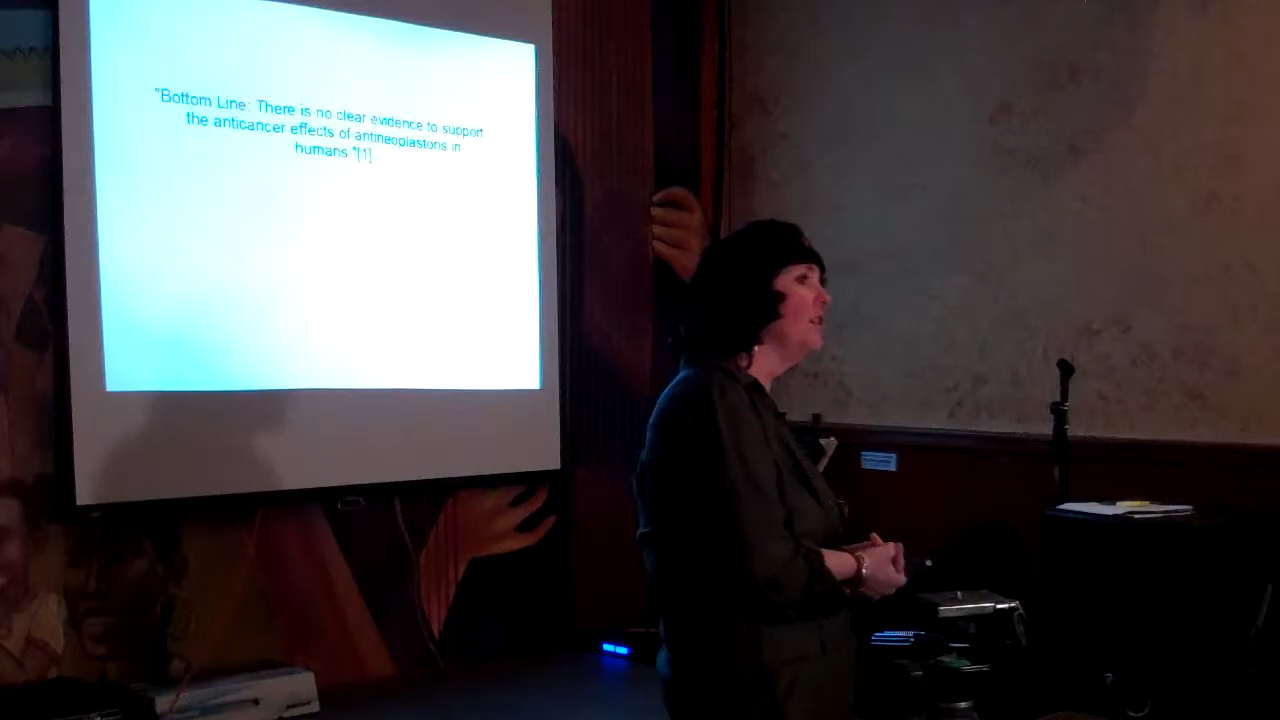 "Bottom Line: There is no clear evidence to support
the anticancer effects of antineoplastons in
humans "[1]